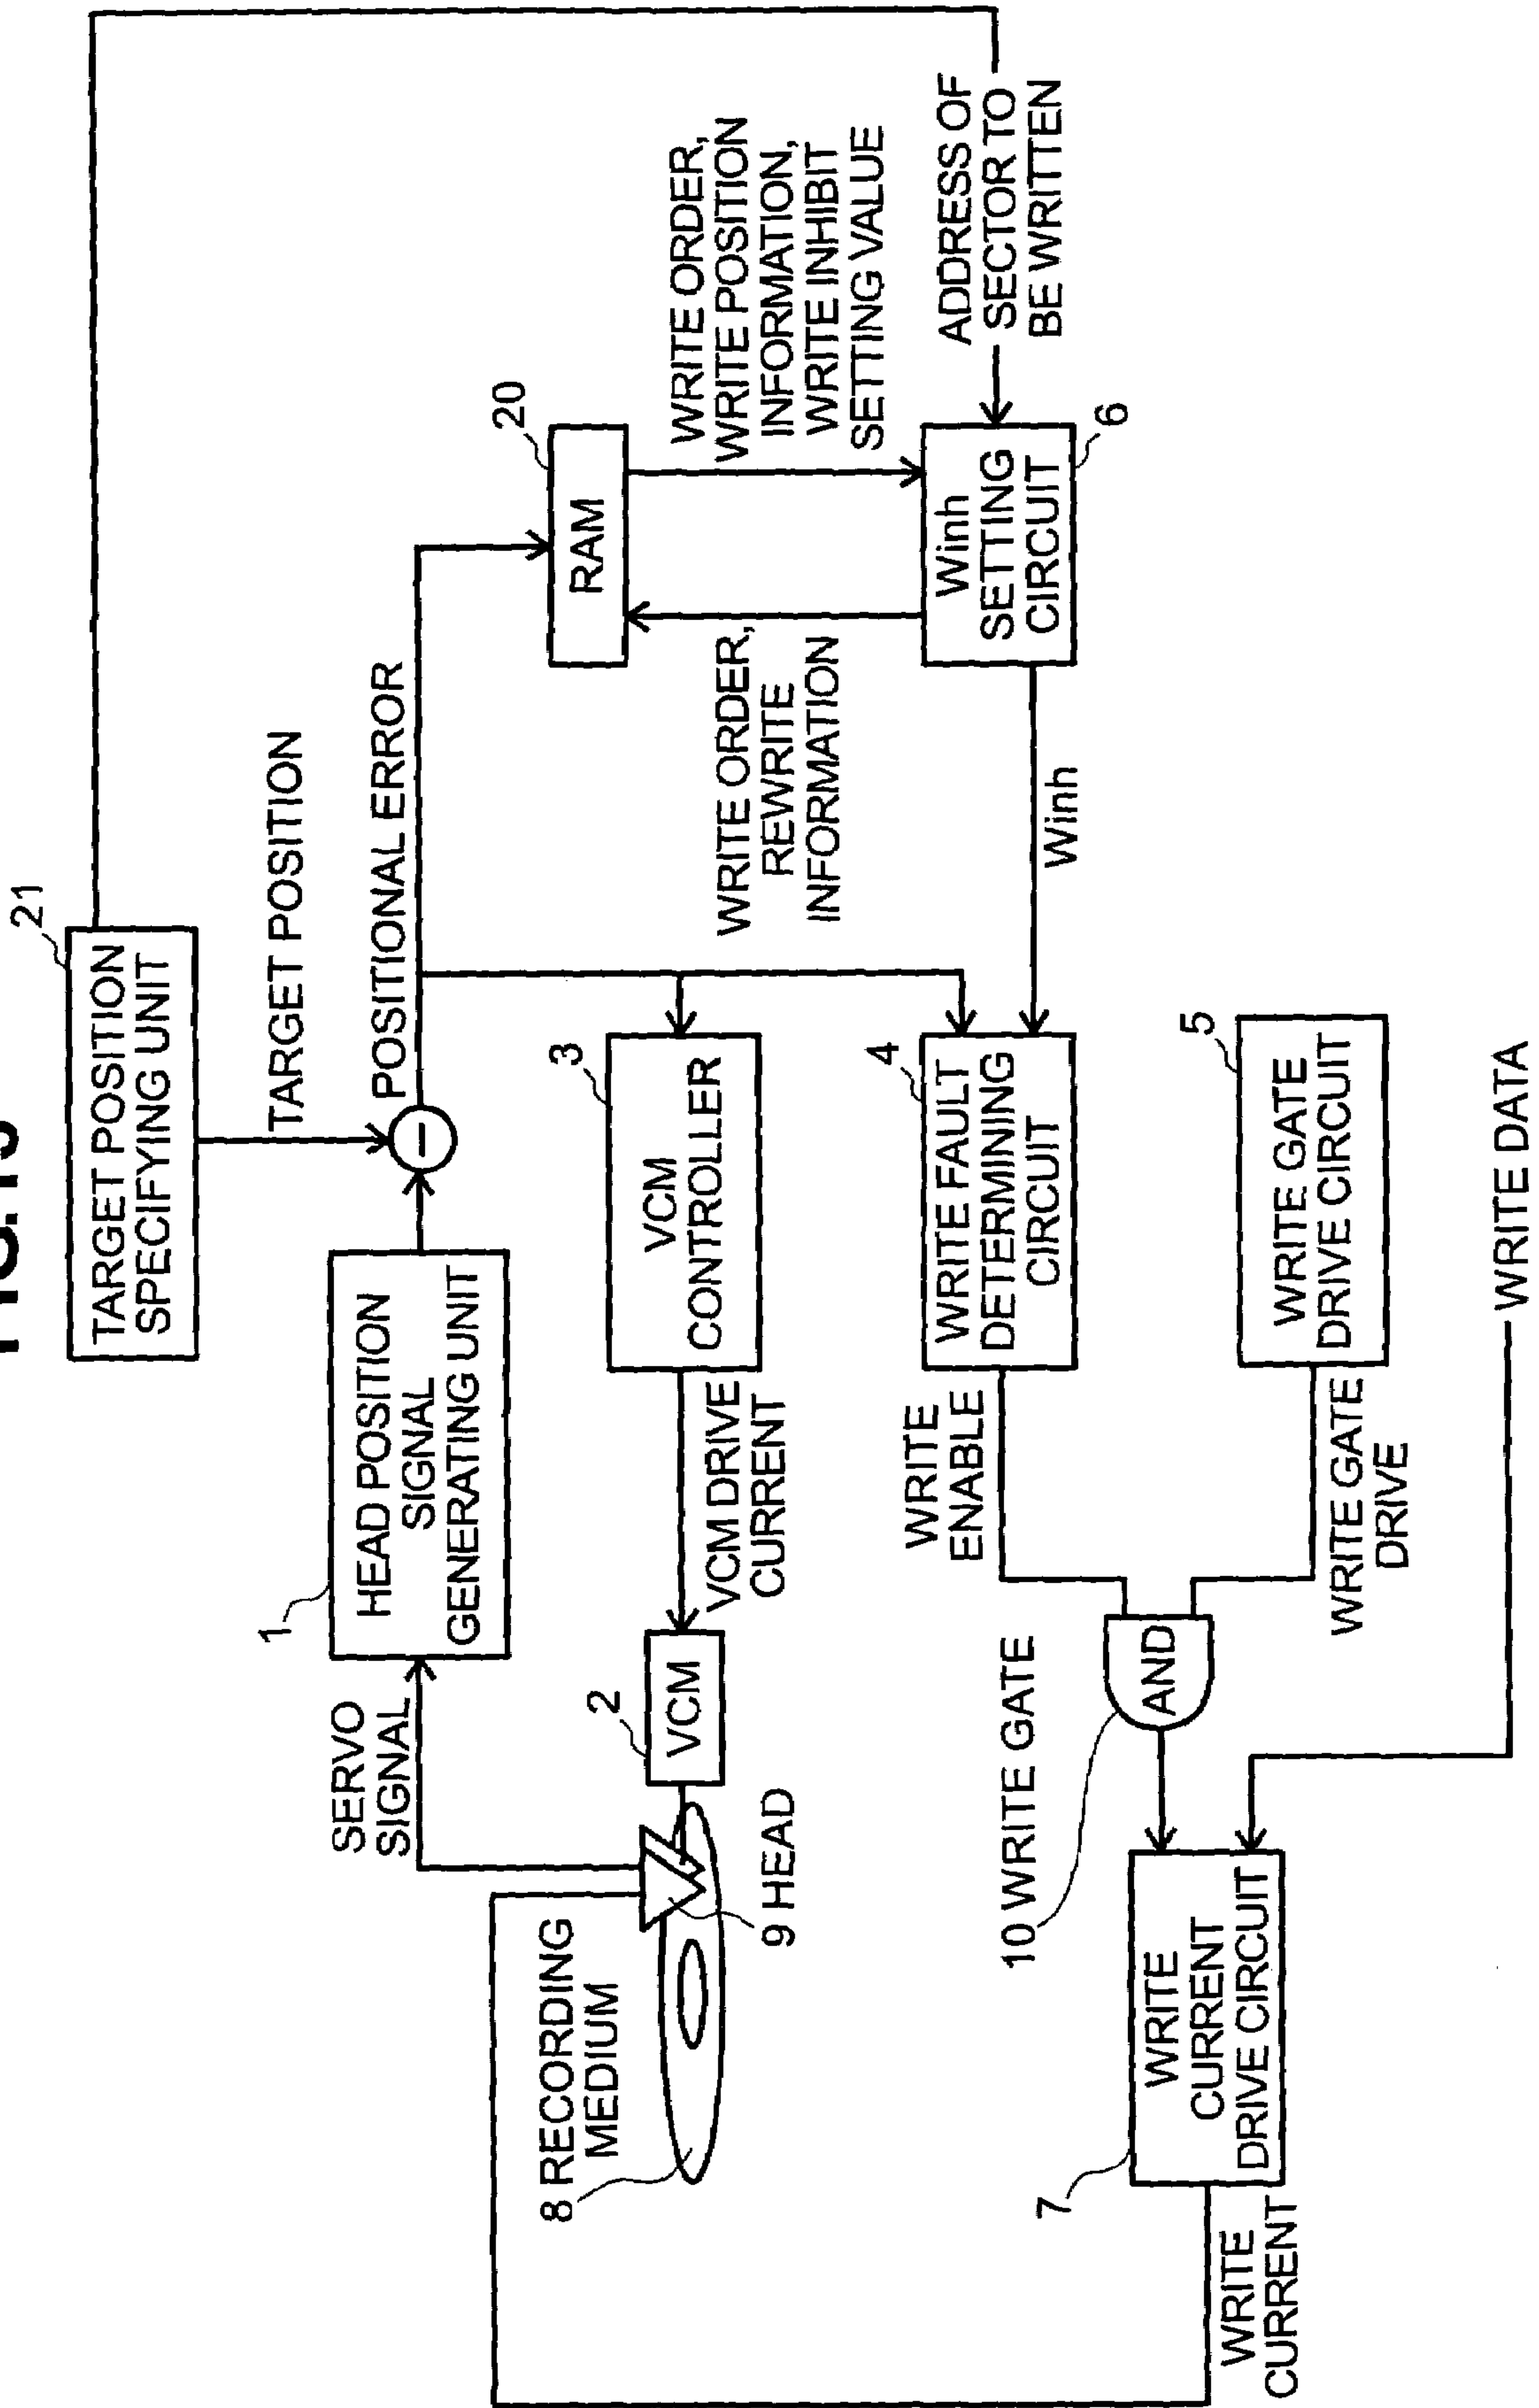 21
TARGET POSITION
SPECIFYING UNIT
TARGET POSITION
1
HEAD POSITION
SIGNAL
GENERATING UNIT
SERVO
SIGNAL
POSITIONAL ERROR
20
RAM
8 RECORDING
MEDIUM
9 HEAD
2
VCM
VCM DRIVE
CURRENT
3
VCM
CONTROLLER
WRITE ORDER,
REWRITE
INFORMATION
WRITE ORDER,
WRITE POSITION
INFORMATION,
WRITE INHIBIT
SETTING VALUE
ADDRESS OF
SECTOR TO
BE WRITTEN
WRITE
ENABLE
4
WRITE FAULT
DETERMINING
CIRCUIT
Winh
Winh
SETTING
CIRCUIT
6
10 WRITE GATE
AND
5
WRITE GATE
DRIVE CIRCUIT
WRITE GATE
DRIVE
7
WRITE
CURRENT
DRIVE CIRCUIT
WRITE
CURRENT
WRITE DATA